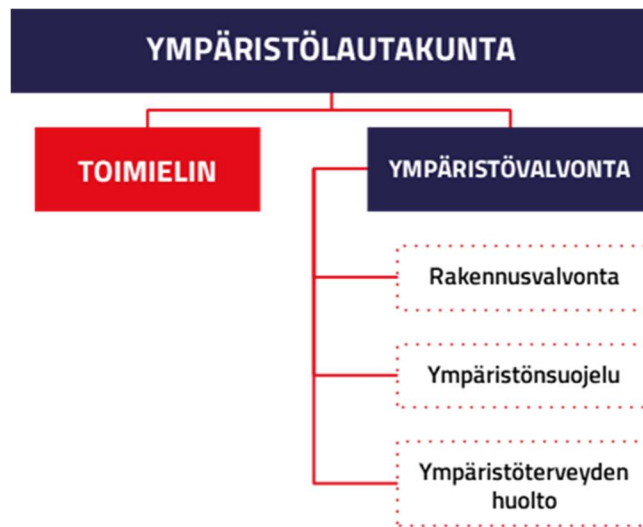 YMPÄRISTÖLAUTAKUNTA
TOIMIELIN
YMPÄRISTÖVALVONTA
Rakennusvalvonta
Ympäristönsuojelu
Ympäristöterveyden
huolto